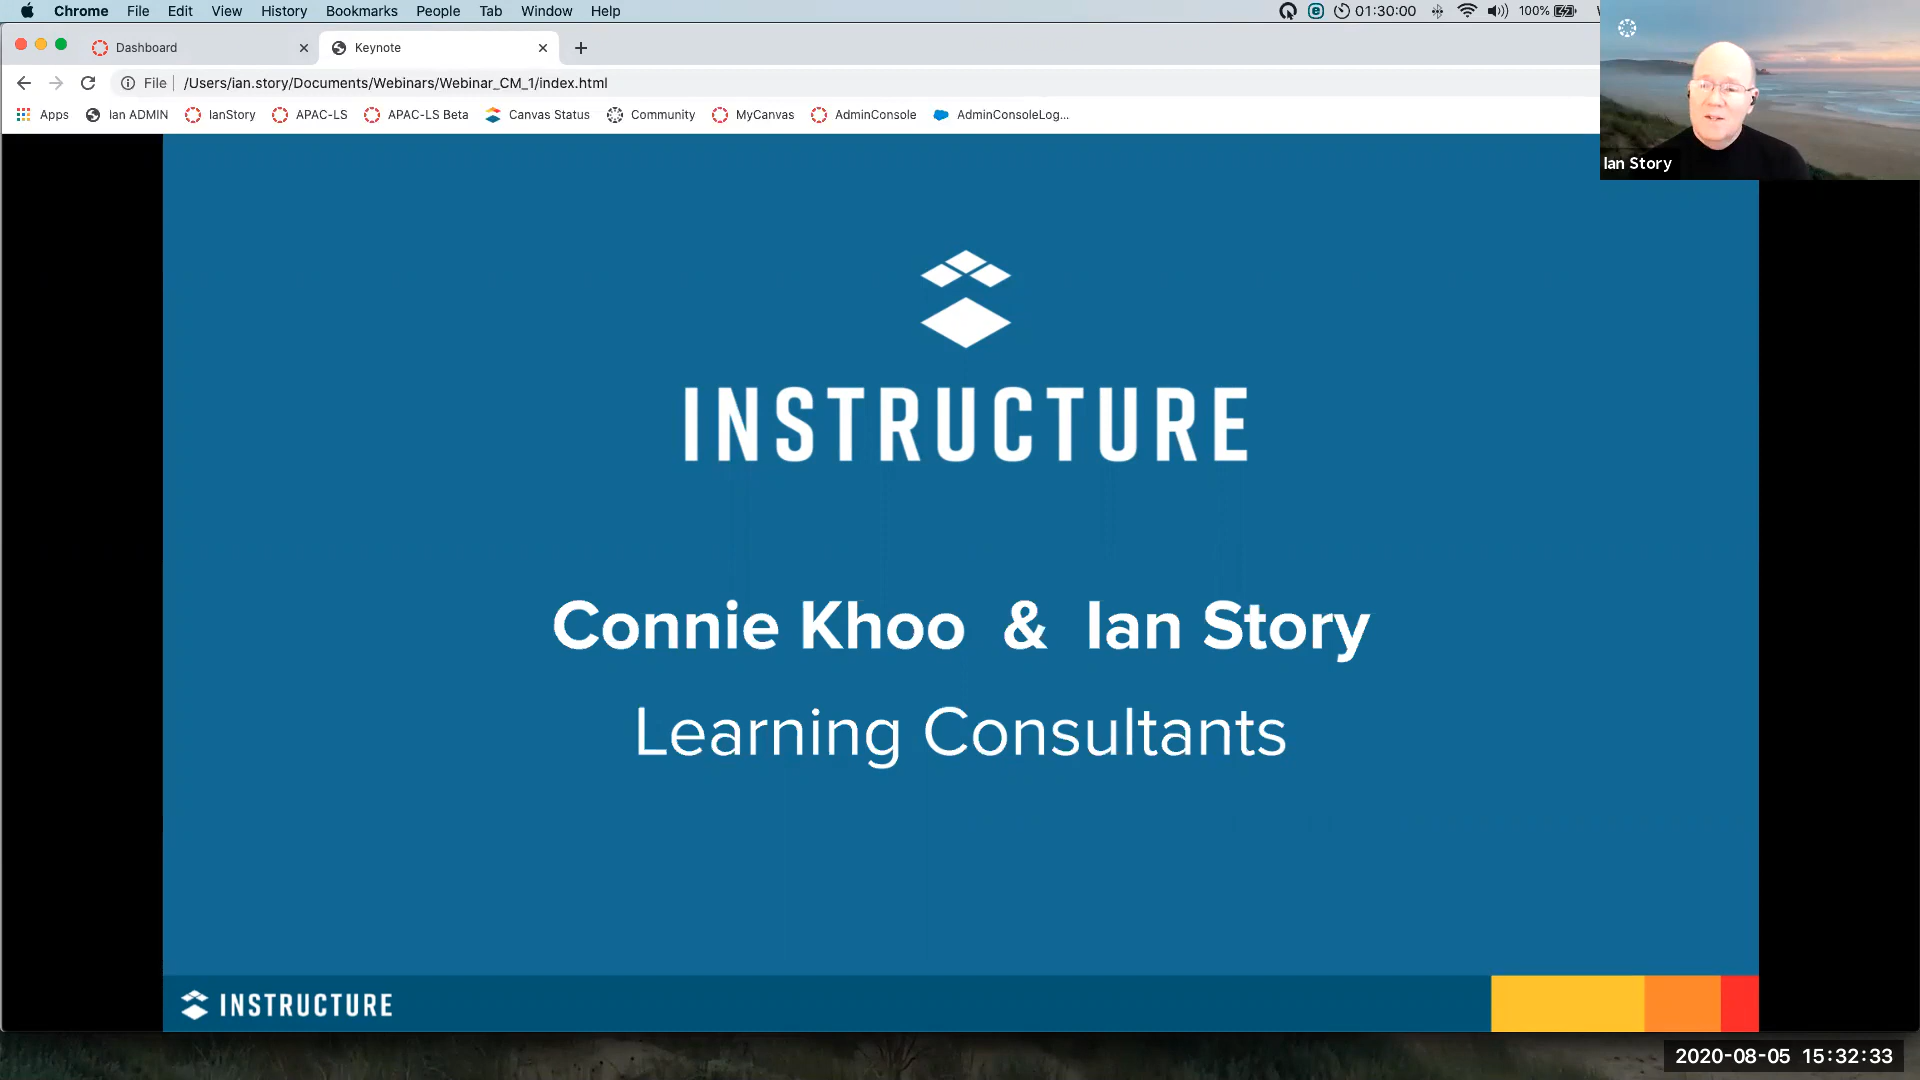 Chrome File Edit View History Bookmarks People Tab Window Help 01:30:00 100%
Dashboard Keynote
File /Users/ian.story/Documents/Webinars/Webinar_CM_1/index.html
Apps Ian ADMIN IanStory APAC-LS APAC-LS Beta Canvas Status Community MyCanvas AdminConsole AdminConsoleLog...
Ian Story
INSTRUCTURE
Connie Khoo & Ian Story
Learning Consultants
INSTRUCTURE
2020-08-05 15:32:33